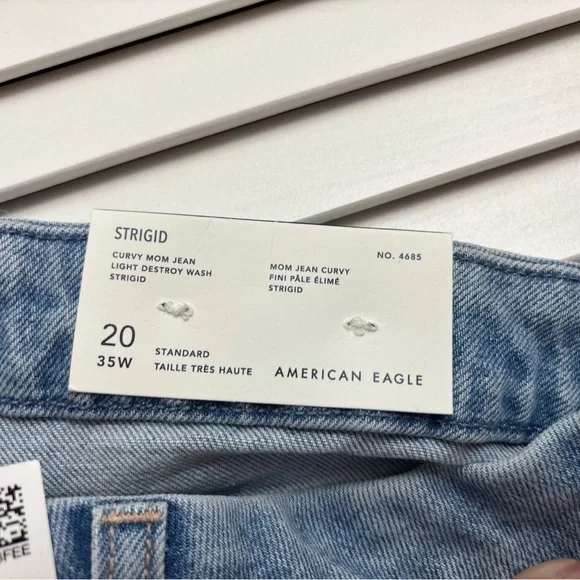 STRIGID
NO. 4685
CURVY MOM JEAN
LIGHT DESTROY WASH
STRIGID
MOM JEAN CURVY
FINI PÂLE ÉLIMÉ
STRIGID
20
35W
STANDARD
TAILLE TRÈS HAUTE
AMERICAN EAGLE
FEE